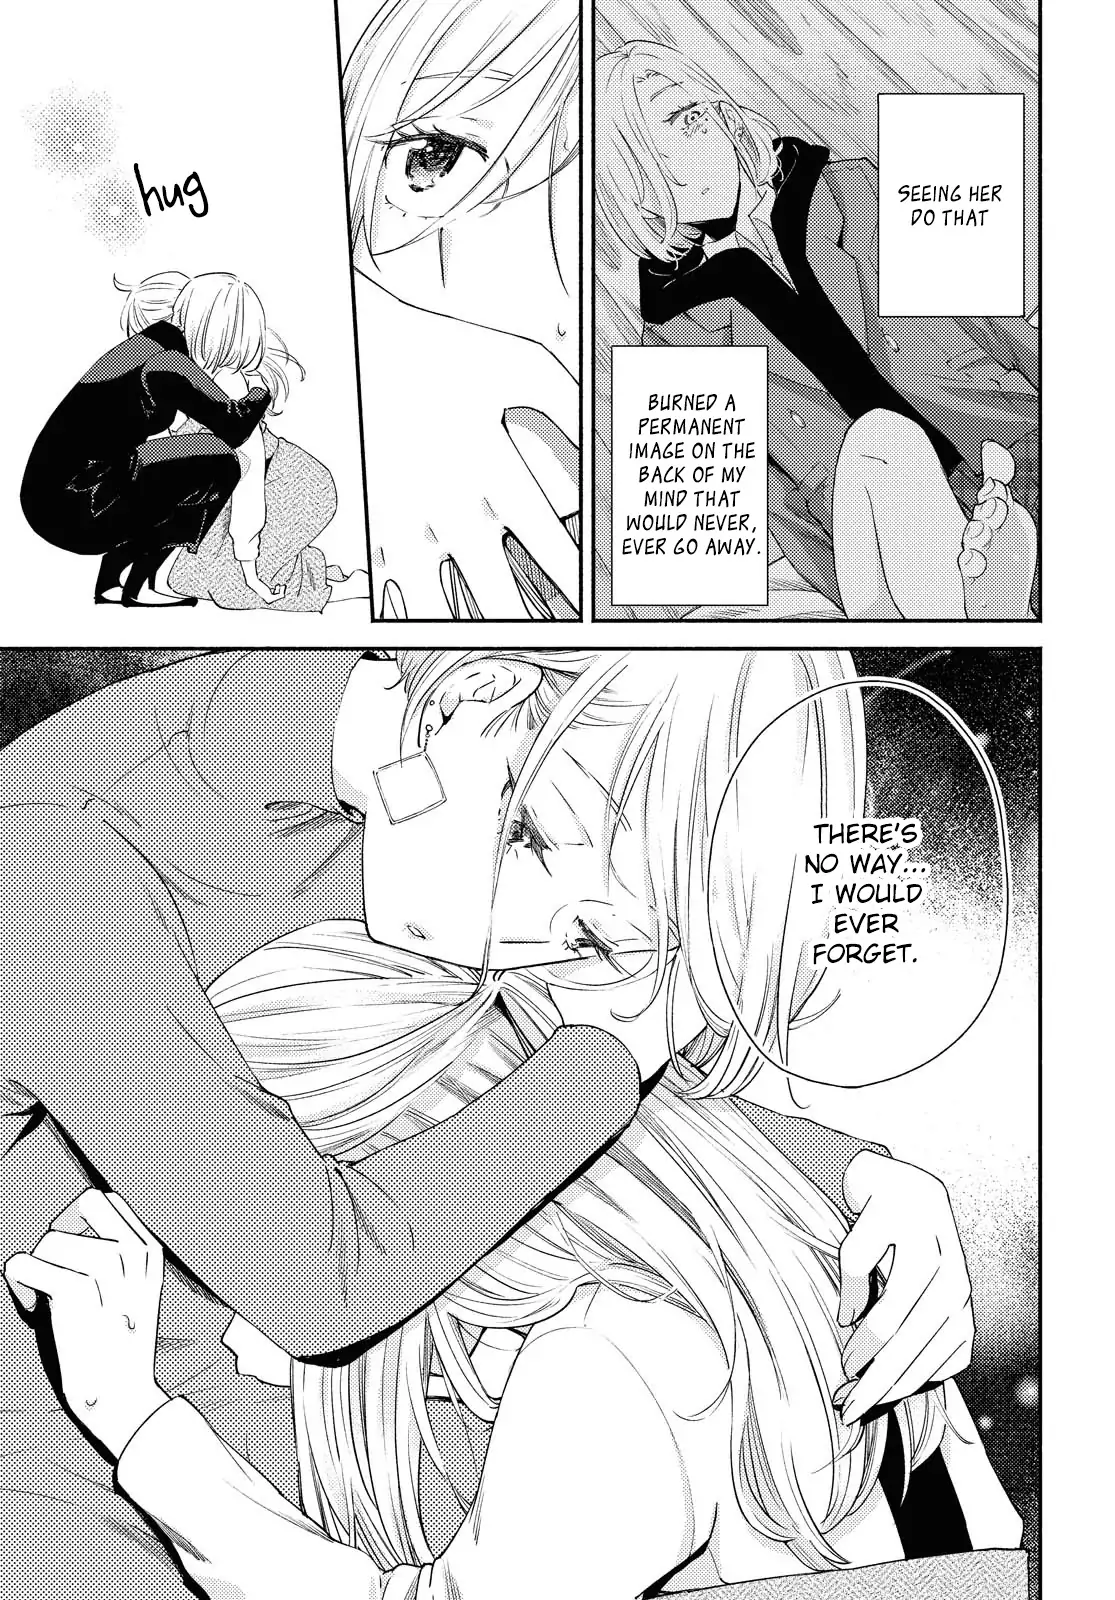 SEEING HER
DO THAT
BURNED A
PERMANENT
IMAGE ON
THE
BACK OF MY
MIND THAT
WOULD NEVER,
EVER GO AWAY.
hug
THERE'S
NO WAY...
I WOULD
EVER
FORGET.